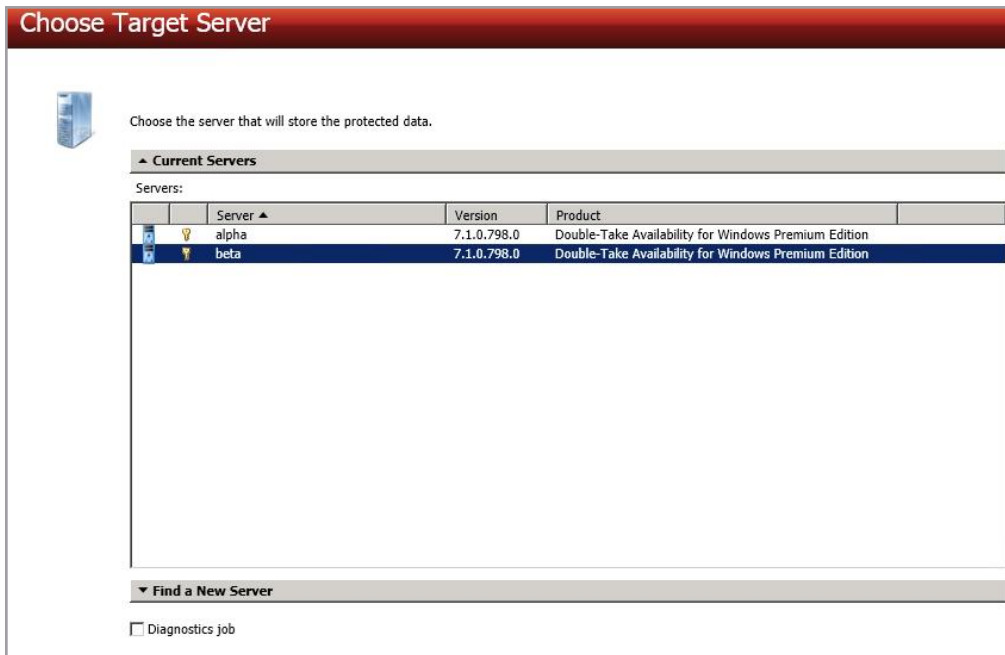 Choose Target Server
Choose the server that will store the protected data.
Current Servers
Servers:
Server Version Product
alpha 7.1.0.798.0 Double-Take Availability for Windows Premium Edition
beta 7.1.0.798.0 Double-Take Availability for Windows Premium Edition
Find a New Server
Diagnostics job